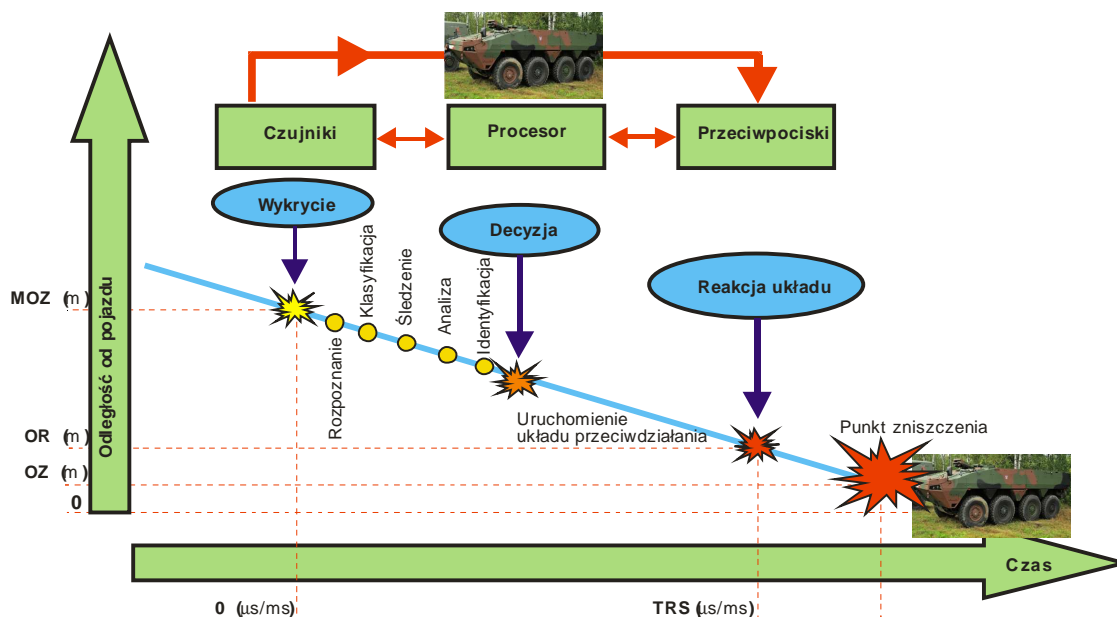 Czujniki
Procesor
Przeciwpociski
Wykrycie
Decyzja
Reakcja układu
Odległość od pojazdu
MOZ (m)
Rozpoznanie
Klasyfikacja
Śledzenie
Analiza
Identyfikacja
Uruchomienie
układu przeciwdziałania
Punkt zniszczenia
OR (m)
OZ (m)
0
Czas
0 (µs/ms)
TRS (µs/ms)